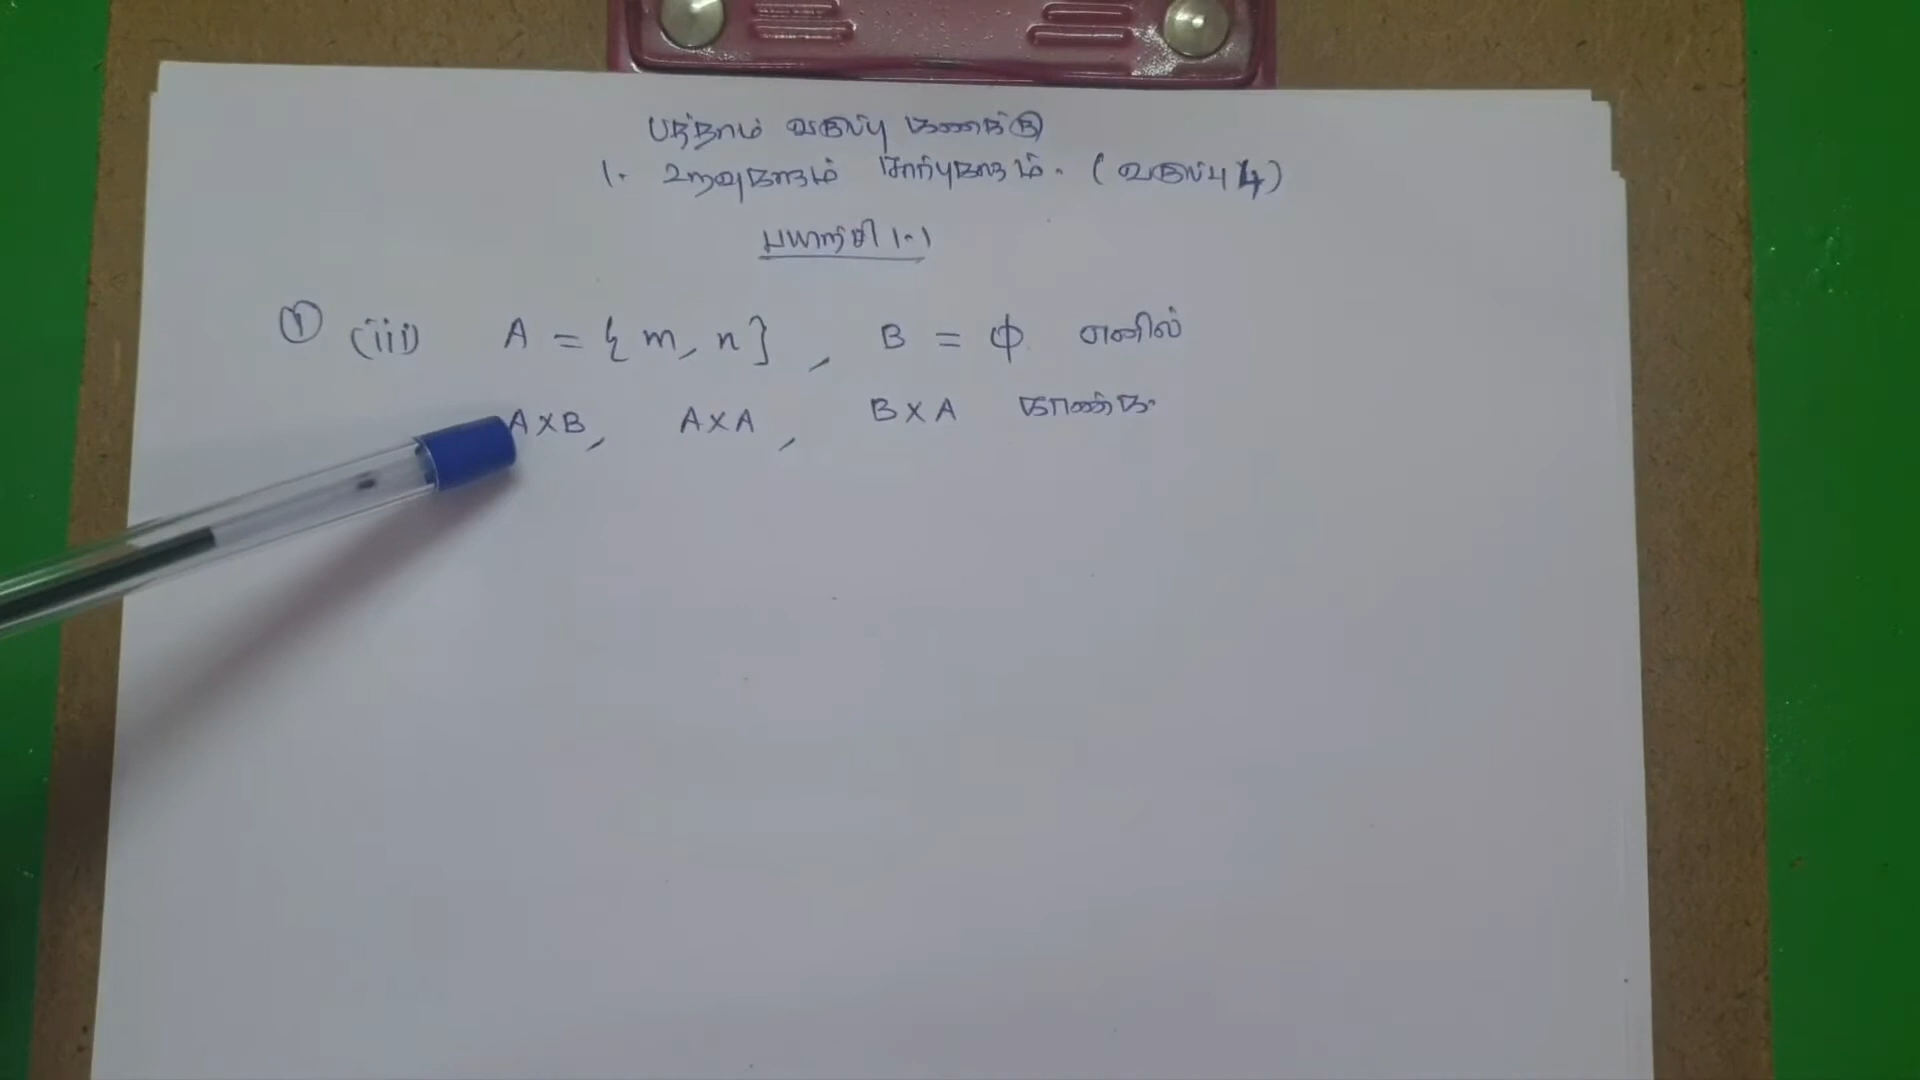 பத்தாம் வகுப்பு கணக்கு
1. உறவுகளும் சார்புகளும். (வகுப்பு 4)
பயிற்சி 1.1
① (iii) A = {m, n}, B = ϕ எனில்
A×B, A×A, B×A காண்க.